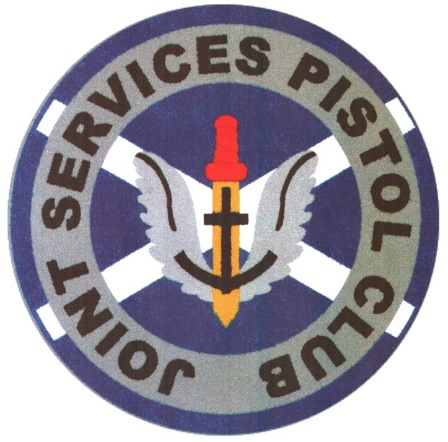 JOINT SERVICES PISTOL CLUB